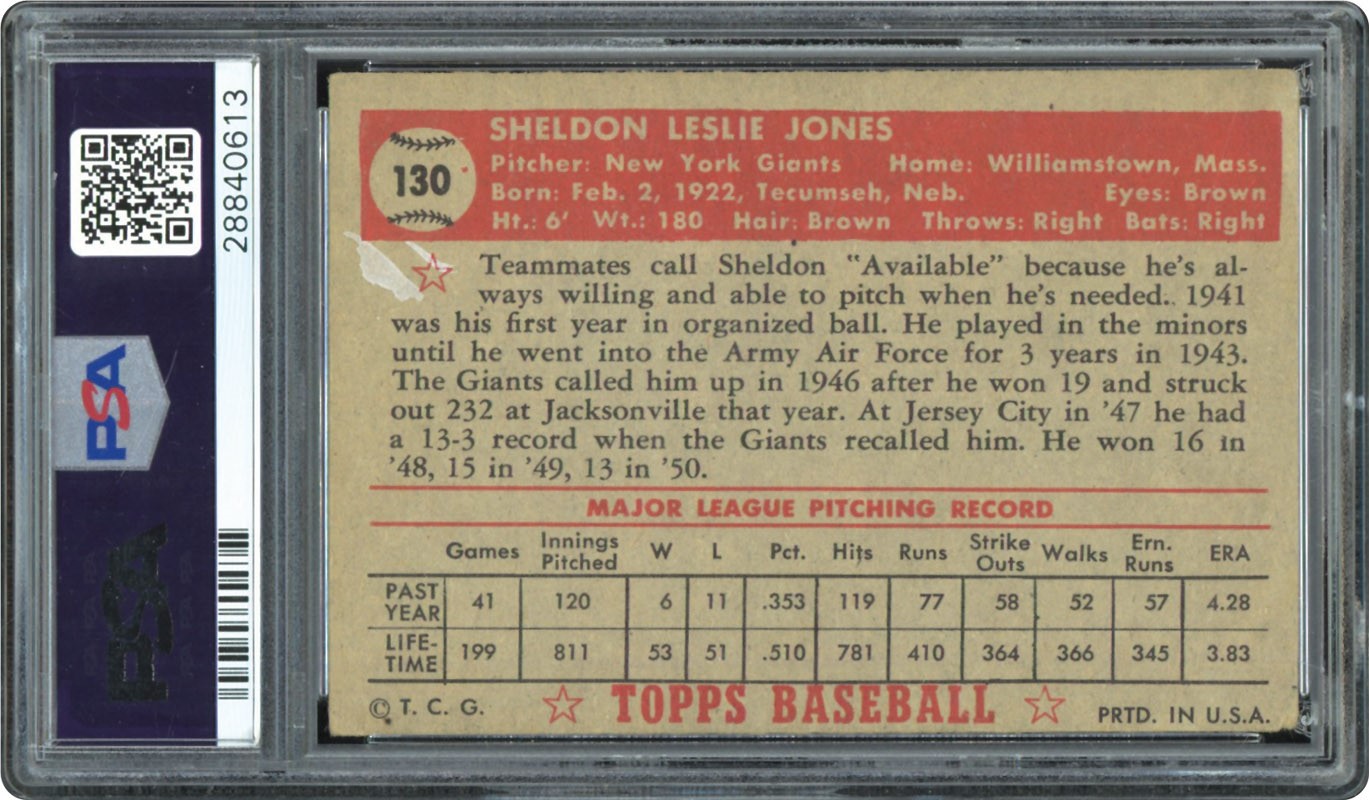 28840613
PSA
PSA
130
SHELDON LESLIE JONES
Pitcher: New York Giants Home: Williamstown, Mass.
Born: Feb. 2, 1922, Tecumseh, Neb. Eyes: Brown
Ht.: 6' Wt.: 180 Hair: Brown Throws: Right Bats: Right
Teammates call Sheldon "Available" because he's al-
ways willing and able to pitch when he's needed.. 1941
was his first year in organized ball. He played in the minors
until he went into the Army Air Force for 3 years in 1943.
The Giants called him up in 1946 after he won 19 and struck
out 232 at Jacksonville that year. At Jersey City in '47 he had
a 13-3 record when the Giants recalled him. He won 16 in
'48, 15 in '49, 13 in '50.
MAJOR LEAGUE PITCHING RECORD
Games Innings Pitched W L Pct. Hits Runs Strike Outs Walks Ern. Runs ERA
PAST YEAR 41 120 6 11 .353 119 77 58 52 57 4.28
LIFE-TIME 199 811 53 51 .510 781 410 364 366 345 3.83
© T. C. G. TOPPS BASEBALL PRTD. IN U.S.A.